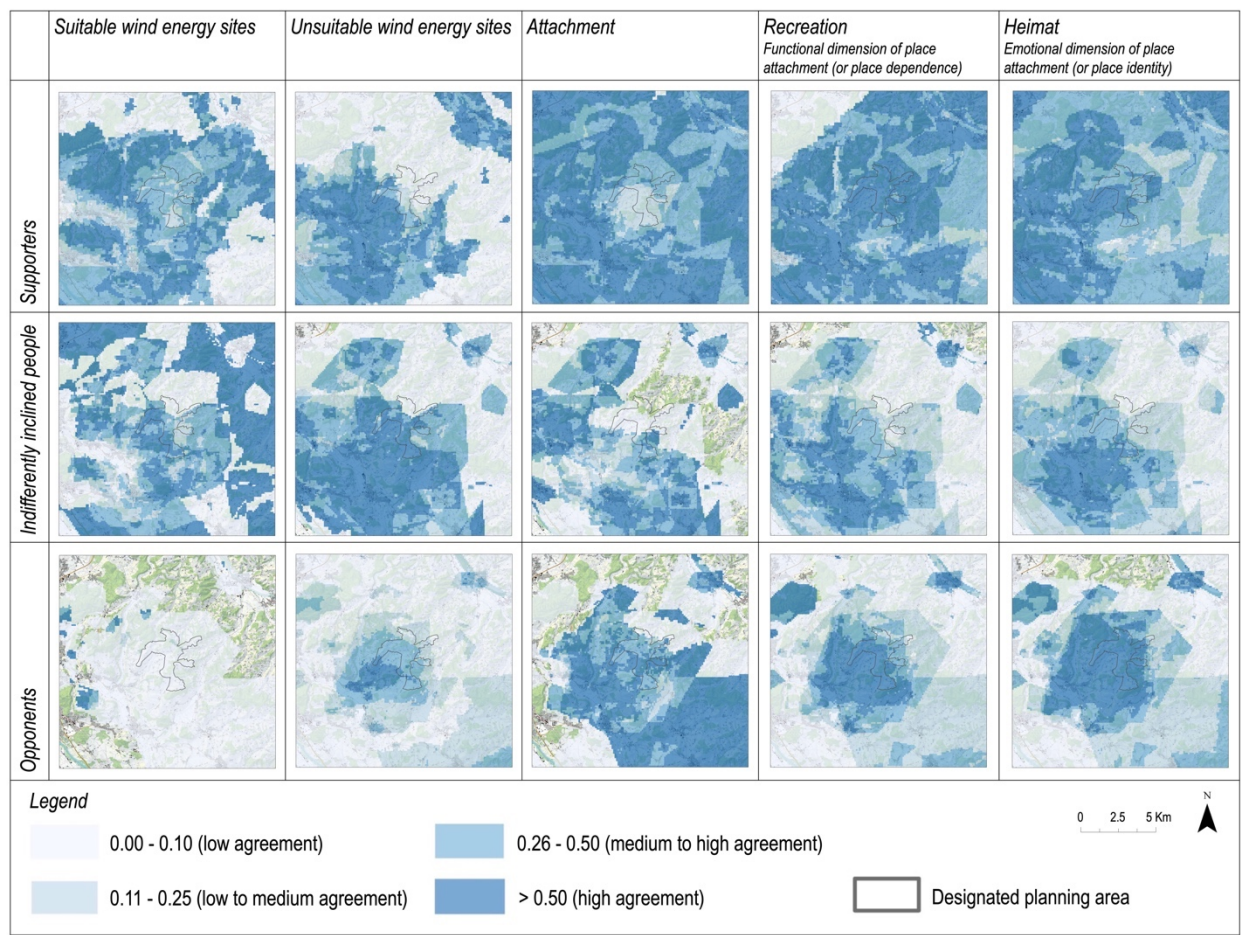 Suitable wind energy sites
Unsuitable wind energy sites
Attachment
Recreation
Functional dimension of place
attachment (or place dependence)
Heimat
Emotional dimension of place
attachment (or place identity)
Supporters
Indifferently inclined people
Opponents
Legend
0.00 - 0.10 (low agreement)
0.11 - 0.25 (low to medium agreement)
0.26 - 0.50 (medium to high agreement)
> 0.50 (high agreement)
Designated planning area
0 2.5 5 Km
N